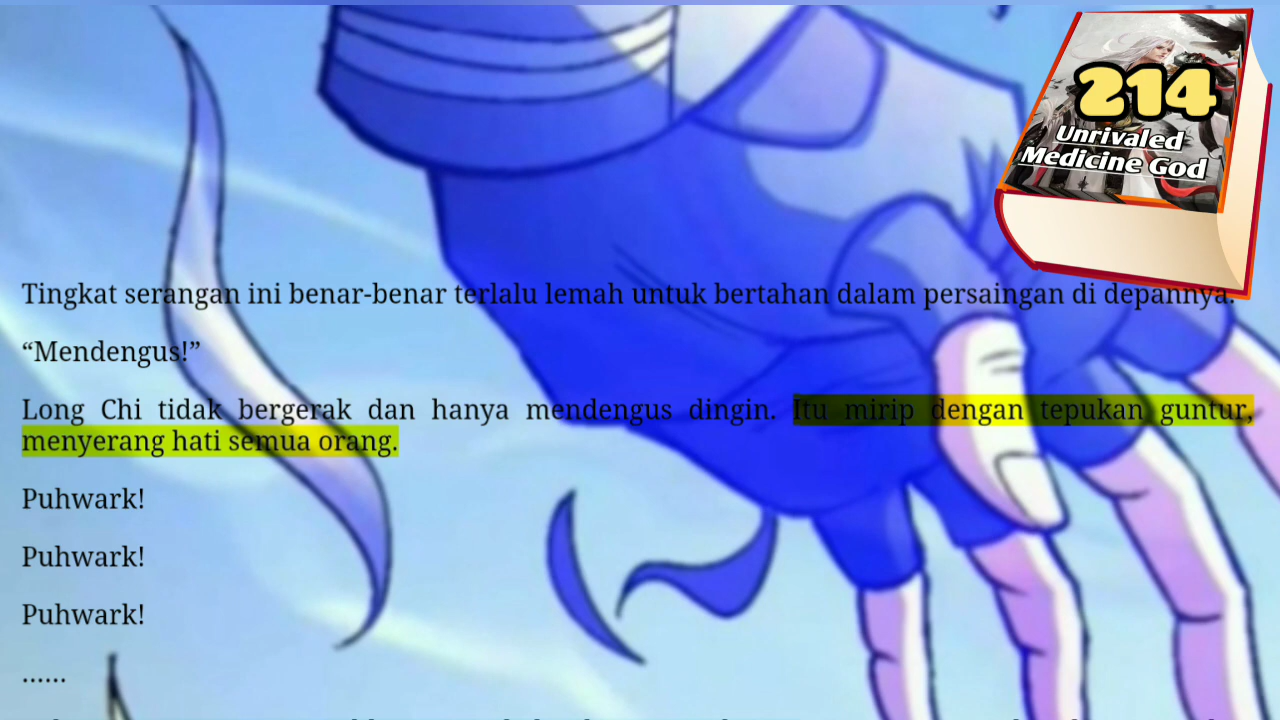 214
Unrivaled
Medicine God
Tingkat serangan ini benar-benar terlalu lemah untuk bertahan dalam persaingan di depannya.
“Mendengus!”
Long Chi tidak bergerak dan hanya mendengus dingin. Itu mirip dengan tepukan guntur,
menyerang hati semua orang.
Puhwark!
Puhwark!
Puhwark!
......